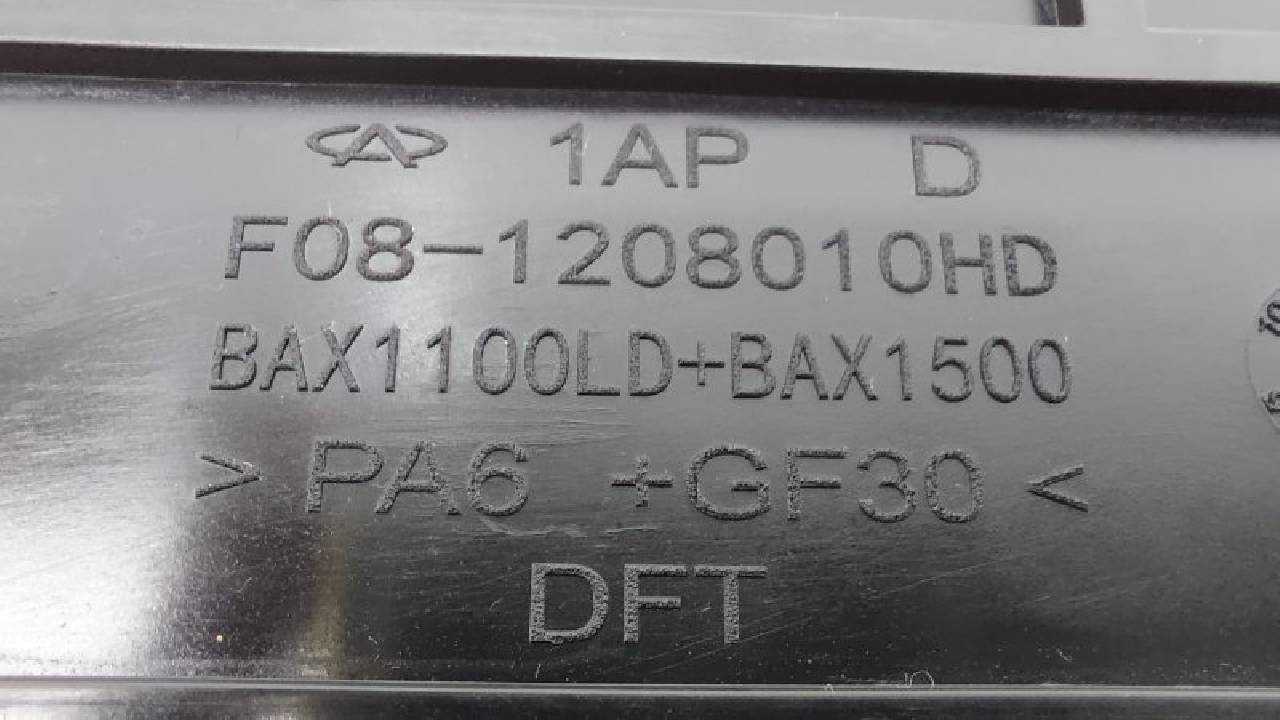 1AP D
F08-1208010HD
BAX1100LD+BAX1500
> PA6 +GF30 <
DFT